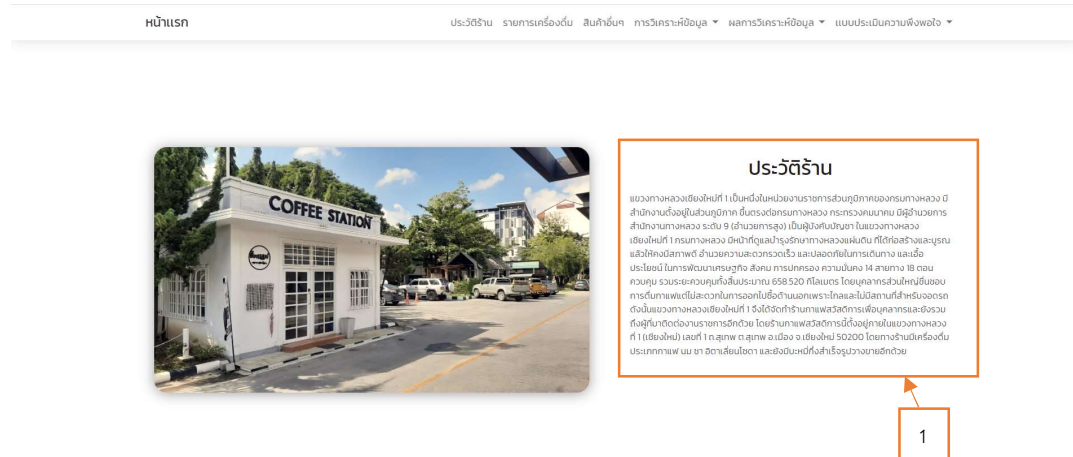 หน้าแรก
ประวัติร้าน รายการเครื่องดื่ม สินค้าอื่นๆ การวิเคราะห์ข้อมูล ผลการวิเคราะห์ข้อมูล แบบประเมินความพึงพอใจ
COFFEE STATION
ประวัติร้าน
แขวงทางหลวงเชียงใหม่ที่ 1 เป็นหนึ่งในหน่วยงานราชการส่วนภูมิภาคของกรมทางหลวง มี
สำนักงานตั้งอยู่ในส่วนภูมิภาค ขึ้นตรงต่อกรมทางหลวง กระทรวงคมนาคม มีผู้อำนวยการ
สำนักงานทางหลวง ระดับ 9 (อำนวยการสูง) เป็นผู้บังคับบัญชา ในแขวงทางหลวง
เชียงใหม่ที่ 1 กรมทางหลวง มีหน้าที่ดูแลบำรุงรักษาทางหลวงแผ่นดิน ที่ได้ก่อสร้างและบูรณ
แล้วให้คงมีสภาพดี อำนวยความสะดวกรวดเร็ว และปลอดภัยในการเดินทาง และเอื้อ
ประโยชน์ ในการพัฒนาเศรษฐกิจ สังคม การปกครอง ความมั่นคง 14 สายทาง 18 ตอน
ควบคุม รวมระยะควบคุมทั้งสิ้นประมาณ 658.520 กิโลเมตร โดยบุคลากรส่วนใหญ่ชื่นชอบ
การดื่มกาแฟแต่ไม่สะดวกในการออกไปซื้อด้านนอกเพราะไกลและไม่มีสถานที่สำหรับจอดรถ
ดังนั้นแขวงทางหลวงเชียงใหม่ที่ 1 จึงได้จัดทำร้านกาแฟสวัสดิการเพื่อบุคลากรและยังรวม
ถึงผู้ที่มาติดต่องานราชการอีกด้วย โดยร้านกาแฟสวัสดิการนี้ตั้งอยู่ภายในแขวงทางหลวง
ที่ 1 (เชียงใหม่) เลขที่ 1 ถ.สุเทพ ต.สุเทพ อ.เมือง จ.เชียงใหม่ 50200 โดยทางร้านมีเครื่องดื่ม
ประเภทกาแฟ นม ชา อิตาเลี่ยนโซดา และยังมีบะหมี่กึ่งสำเร็จรูปวางขายอีกด้วย
1